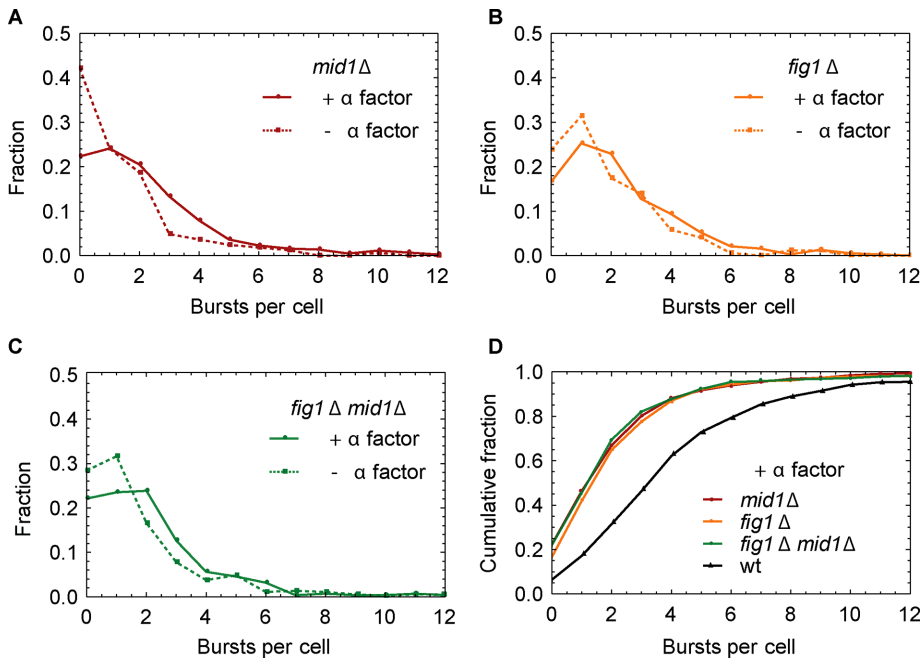 A
0.5
0.4
0.3
0.2
0.1
0.0
Fraction
mid1Δ
+ α factor
- α factor
0 2 4 6 8 10 12
Bursts per cell
B
0.5
0.4
0.3
0.2
0.1
0.0
Fraction
fig1 Δ
+ α factor
- α factor
0 2 4 6 8 10 12
Bursts per cell
C
0.5
0.4
0.3
0.2
0.1
0.0
Fraction
fig1 Δ mid1Δ
+ α factor
- α factor
0 2 4 6 8 10 12
Bursts per cell
D
1.0
0.8
0.6
0.4
0.2
0.0
Cumulative fraction
+ α factor
mid1Δ
fig1 Δ
fig1 Δ mid1Δ
wt
0 2 4 6 8 10 12
Bursts per cell